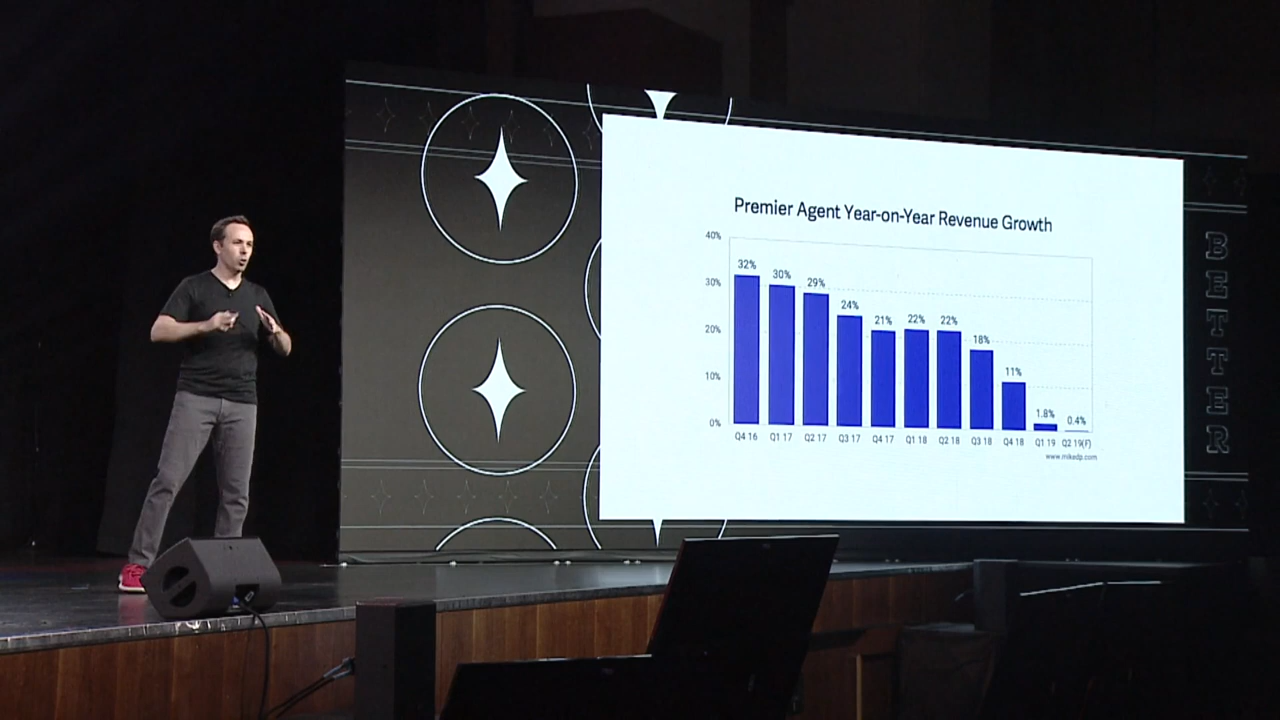 Premier Agent Year-on-Year Revenue Growth
40%
30%
20%
10%
0%
32%
30%
29%
24%
21%
22%
22%
18%
11%
1.8%
0.4%
Q4 16
Q1 17
Q2 17
Q3 17
Q4 17
Q1 18
Q2 18
Q3 18
Q4 18
Q1 19
Q2 19(F)
www.mikedp.com
BETTER